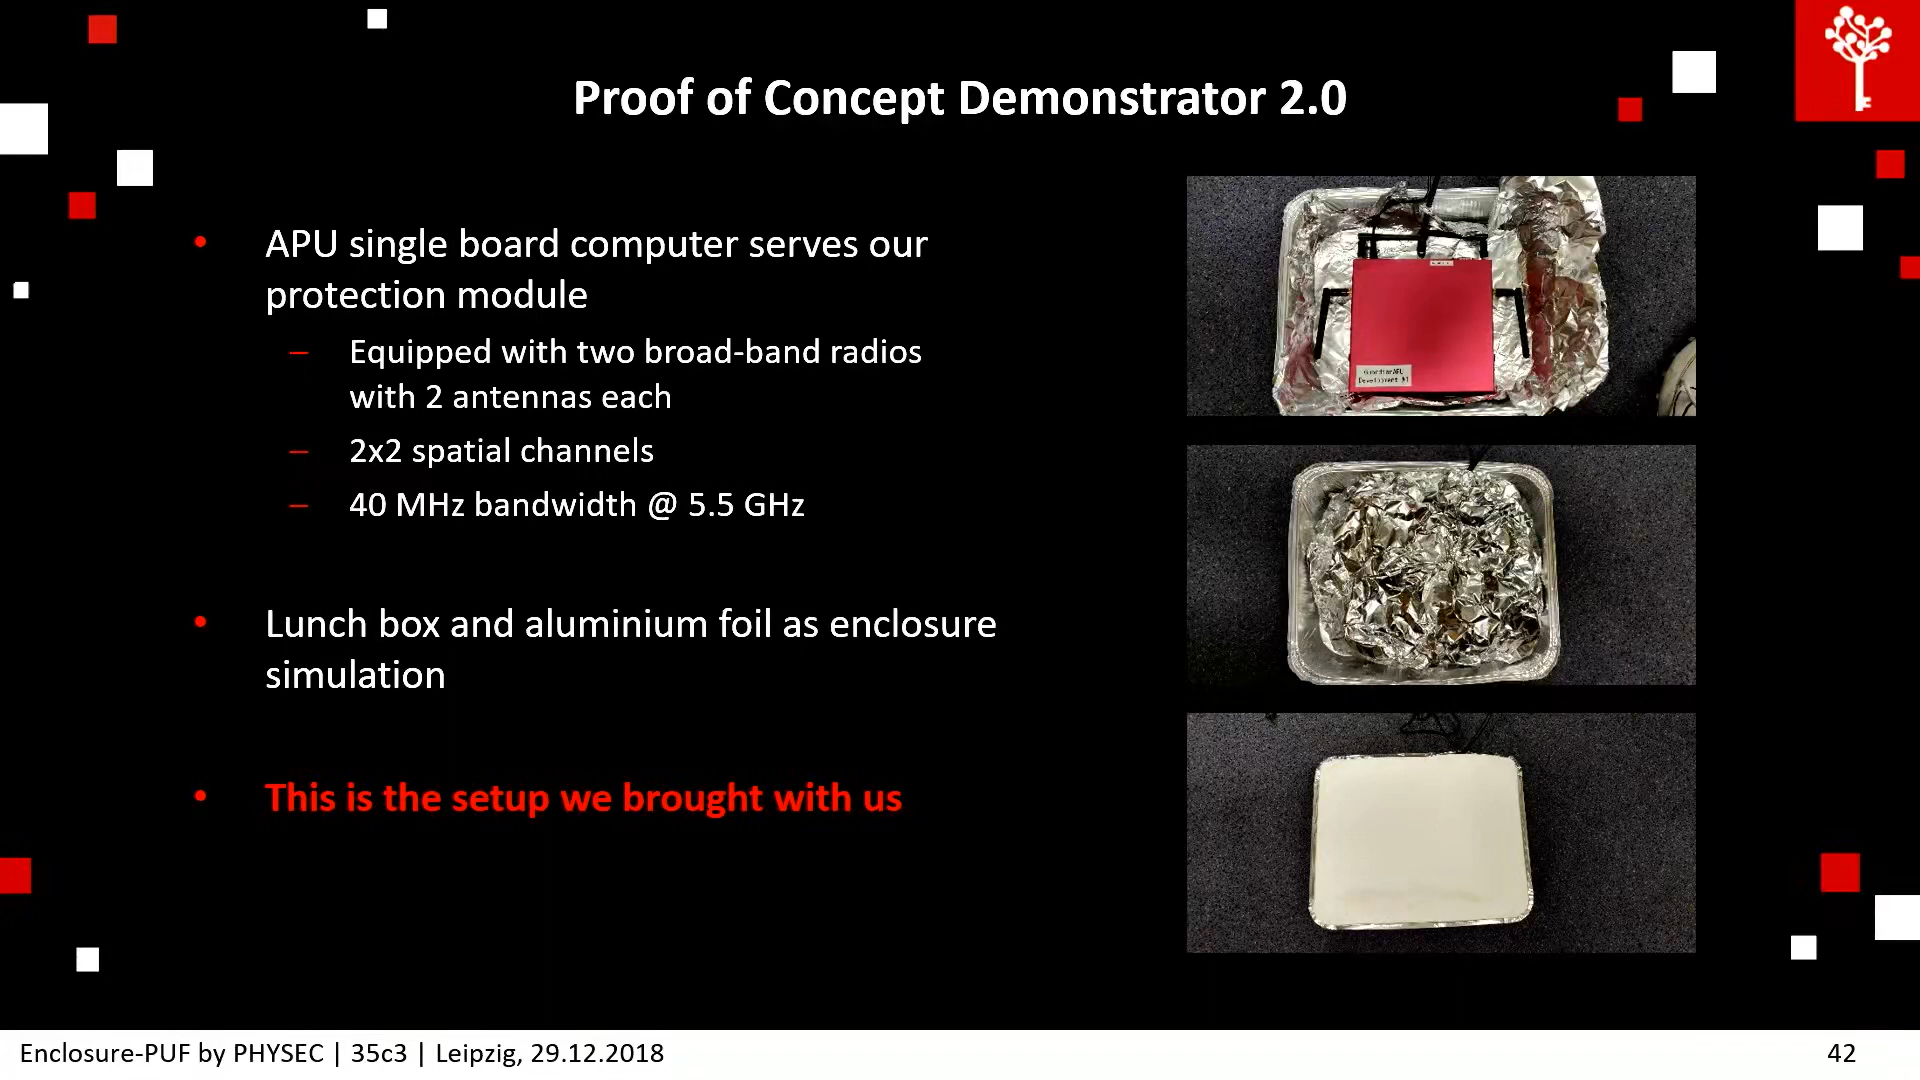 Proof of Concept Demonstrator 2.0
• APU single board computer serves our
protection module
– Equipped with two broad-band radios
with 2 antennas each
– 2x2 spatial channels
– 40 MHz bandwidth @ 5.5 GHz
• Lunch box and aluminium foil as enclosure
simulation
• This is the setup we brought with us
Enclosure-PUF by PHYSEC | 35c3 | Leipzig, 29.12.2018
42